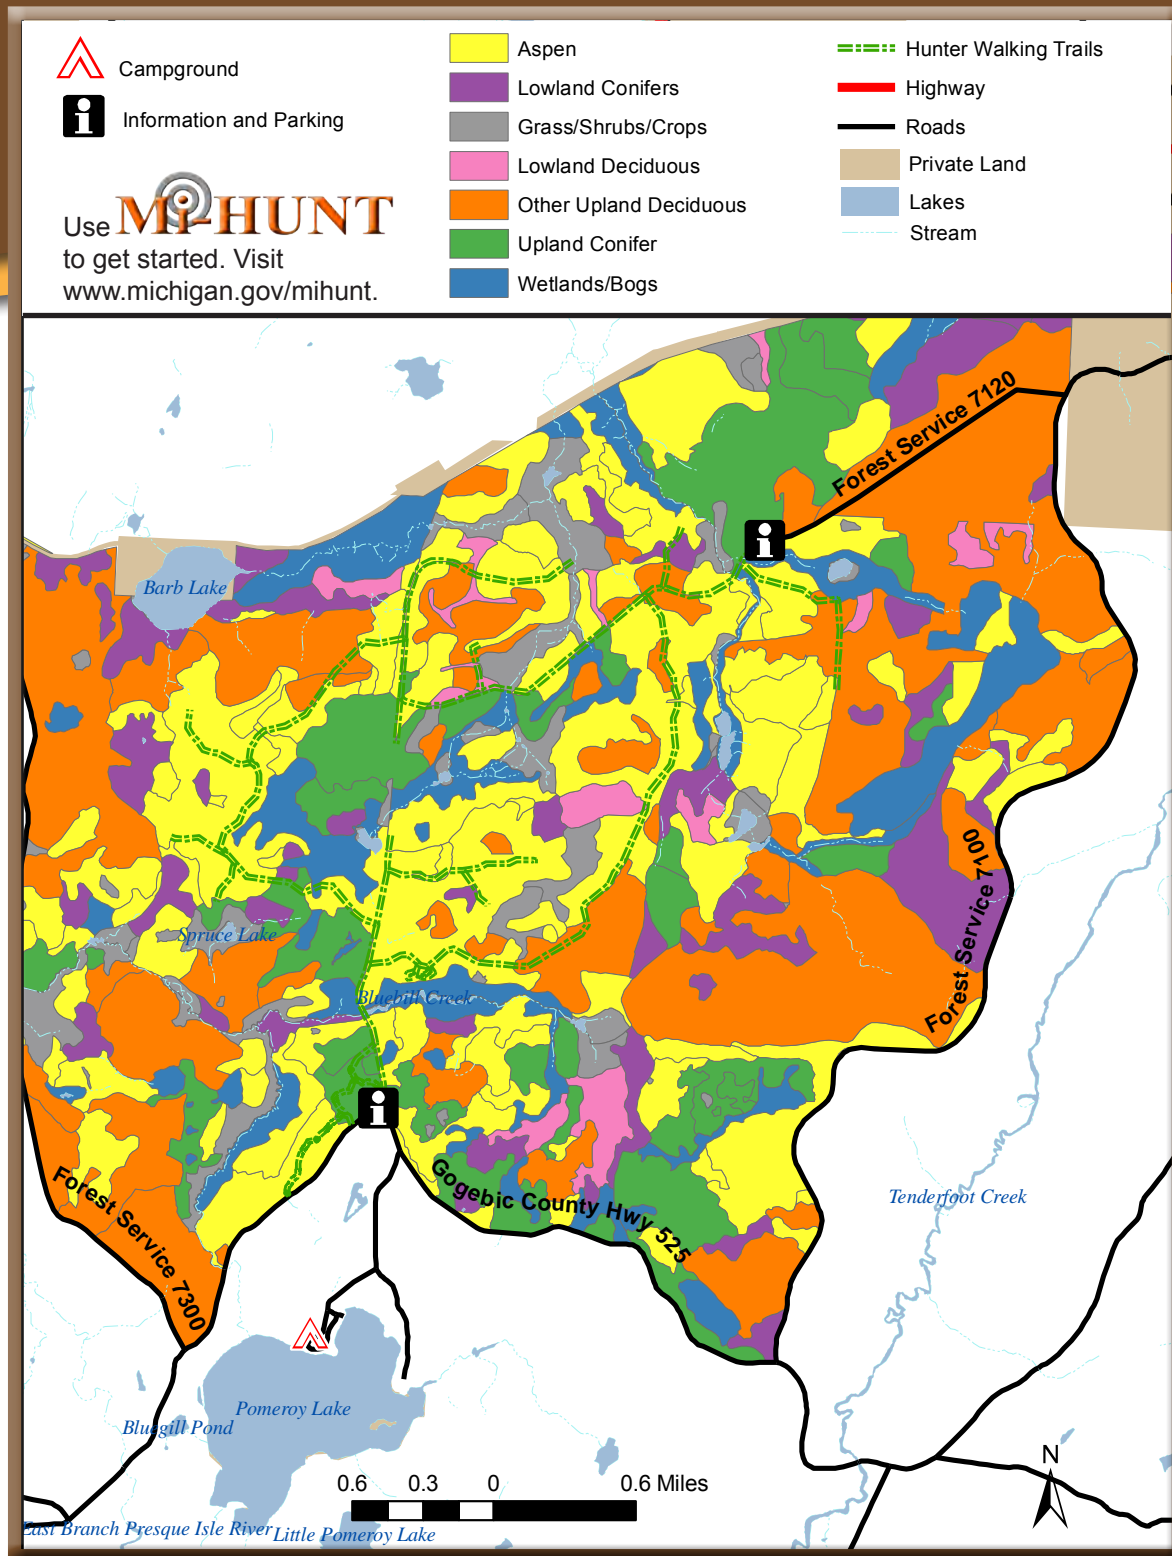 Campground
Information and Parking
Use Mi-HUNT
to get started. Visit
www.michigan.gov/mihunt.
Aspen
Lowland Conifers
Grass/Shrubs/Crops
Lowland Deciduous
Other Upland Deciduous
Upland Conifer
Wetlands/Bogs
Hunter Walking Trails
Highway
Roads
Private Land
Lakes
Stream
Forest Service 7120
i
Barb Lake
Forest Service 7100
Spruce Lake
Bluebill Creek
i
Forest Service 7300
Gogebic County Hwy 525
Tenderfoot Creek
Pomeroy Lake
Bluegill Pond
N
0.6 0.3 0 0.6 Miles
East Branch Presque Isle River
Little Pomeroy Lake